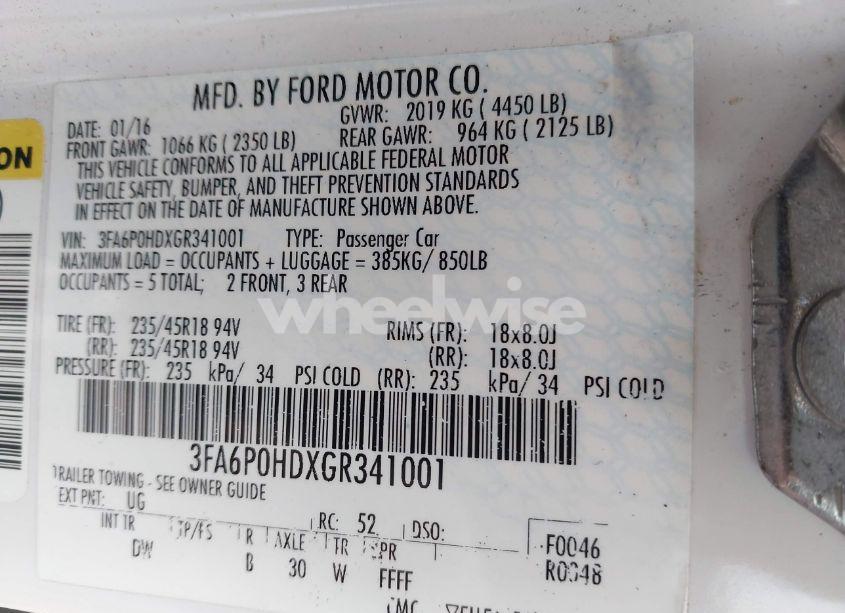 MFD. BY FORD MOTOR CO.
DATE: 01/16 GVWR: 2019 KG ( 4450 LB)
FRONT GAWR: 1066 KG ( 2350 LB) REAR GAWR: 964 KG ( 2125 LB)
THIS VEHICLE CONFORMS TO ALL APPLICABLE FEDERAL MOTOR
VEHICLE SAFETY, BUMPER, AND THEFT PREVENTION STANDARDS
IN EFFECT ON THE DATE OF MANUFACTURE SHOWN ABOVE.
ON
VIN: 3FA6P0HDXGR341001 TYPE: Passenger Car
MAXIMUM LOAD = OCCUPANTS + LUGGAGE = 385KG/ 850LB
OCCUPANTS = 5 TOTAL; 2 FRONT, 3 REAR
wheelwise
TIRE (FR): 235/45R18 94V RIMS (FR): 18x8.0J
(RR): 235/45R18 94V (RR): 18x8.0J
PRESSURE (FR): 235 kPa/ 34 PSI COLD (RR): 235 kPa/ 34 PSI COLD
3FA6P0HDXGR341001
TRAILER TOWING - SEE OWNER GUIDE
EXT PNT: UG RC: 52 DSO:
INT TR TP/PS R AXLE TR SPR F0046
DW B 30 W FFFF R0048